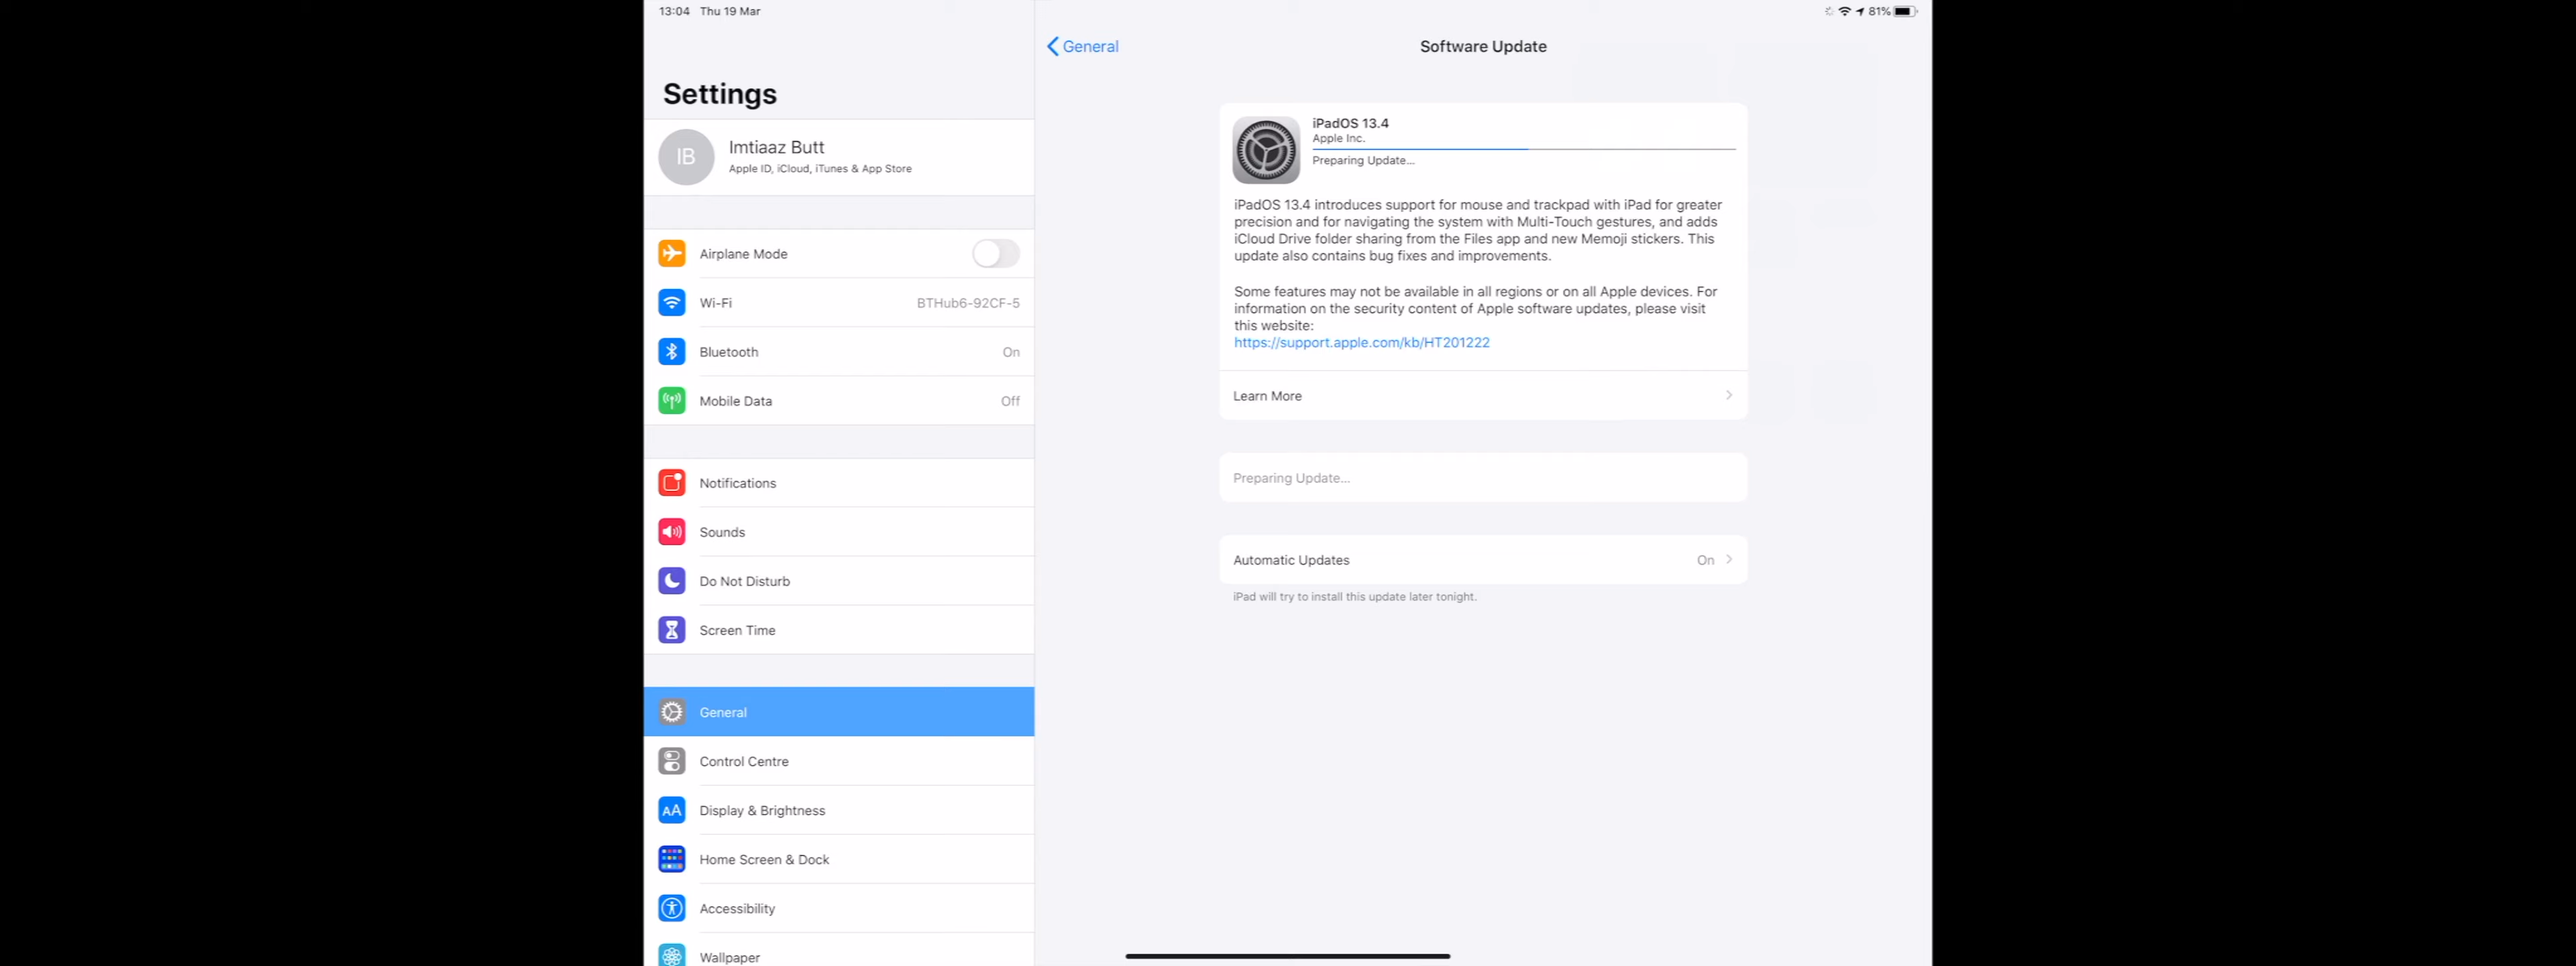 13:04 Thu 19 Mar
81%
Settings
IB
Imtiaaz Butt
Apple ID, iCloud, iTunes & App Store
Airplane Mode
Wi-Fi BTHub6-92CF-5
Bluetooth On
Mobile Data Off
Notifications
Sounds
Do Not Disturb
Screen Time
General
Control Centre
AA Display & Brightness
Home Screen & Dock
Accessibility
Wallpaper
General
Software Update
iPadOS 13.4
Apple Inc.
Preparing Update...
iPadOS 13.4 introduces support for mouse and trackpad with iPad for greater
precision and for navigating the system with Multi-Touch gestures, and adds
iCloud Drive folder sharing from the Files app and new Memoji stickers. This
update also contains bug fixes and improvements.
Some features may not be available in all regions or on all Apple devices. For
information on the security content of Apple software updates, please visit
this website:
https://support.apple.com/kb/HT201222
Learn More
Preparing Update...
Automatic Updates On
iPad will try to install this update later tonight.